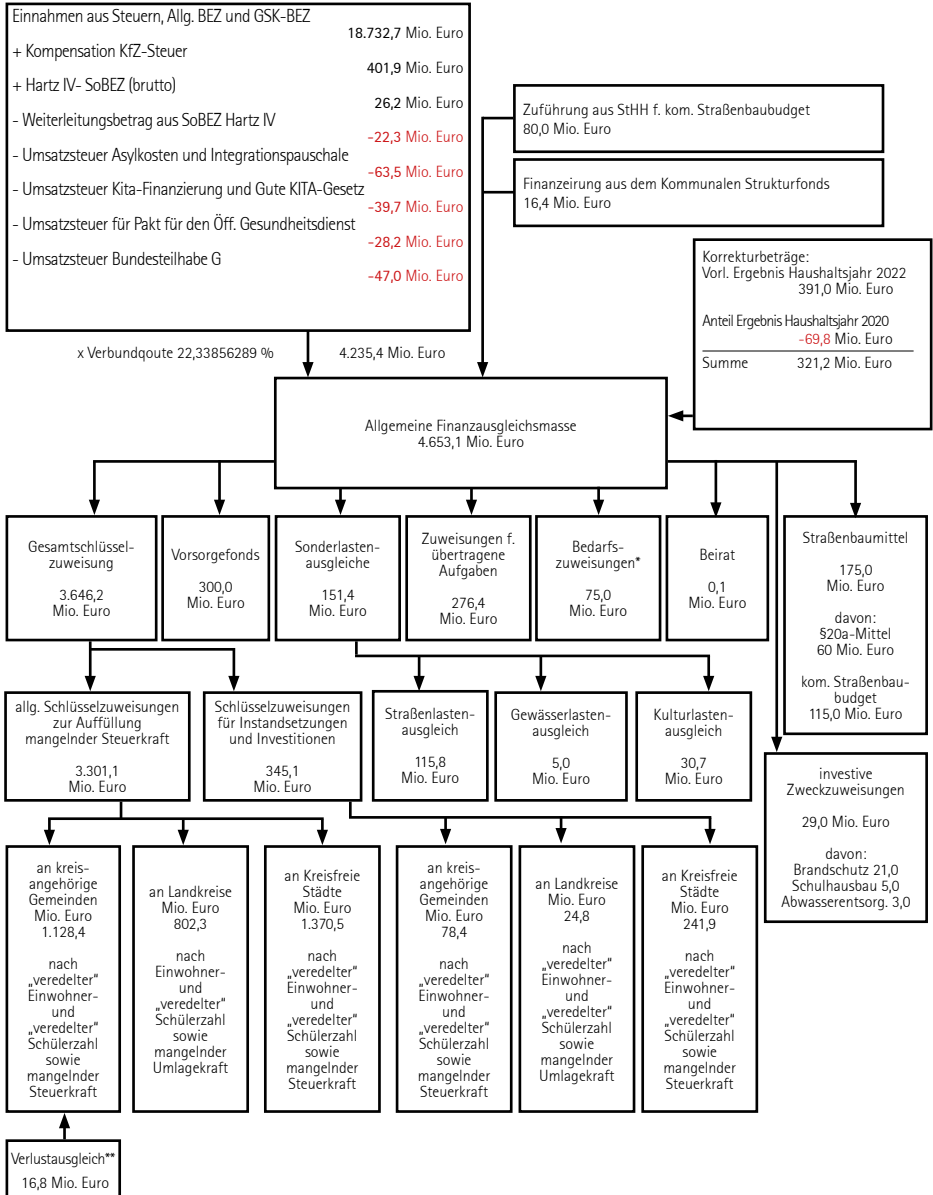 Einnahmen aus Steuern, Allg. BEZ und GSK-BEZ
18.732,7 Mio. Euro
+ Kompensation KfZ-Steuer
401,9 Mio. Euro
+ Hartz IV- SoBEZ (brutto)
26,2 Mio. Euro
- Weiterleitungsbetrag aus SoBEZ Hartz IV
-22,3 Mio. Euro
- Umsatzsteuer Asylkosten und Integrationspauschale
-63,5 Mio. Euro
- Umsatzsteuer Kita-Finanzierung und Gute KITA-Gesetz
-39,7 Mio. Euro
- Umsatzsteuer für Pakt für den Öff. Gesundheitsdienst
-28,2 Mio. Euro
- Umsatzsteuer Bundesteilhabe G
-47,0 Mio. Euro
Zuführung aus StHH f. kom. Straßenbaubudget
80,0 Mio. Euro
Finanzeirung aus dem Kommunalen Strukturfonds
16,4 Mio. Euro
Korrekturbeträge:
Vorl. Ergebnis Haushaltsjahr 2022
391,0 Mio. Euro
Anteil Ergebnis Haushaltsjahr 2020
-69,8 Mio. Euro
Summe 321,2 Mio. Euro
x Verbundqoute 22,33856289 % 4.235,4 Mio. Euro
Allgemeine Finanzausgleichsmasse
4.653,1 Mio. Euro
Gesamtschlüssel-
zuweisung
3.646,2
Mio. Euro
Vorsorgefonds
300,0
Mio. Euro
Sonderlasten-
ausgleiche
151,4
Mio. Euro
Zuweisungen f.
übertragene
Aufgaben
276,4
Mio. Euro
Bedarfs-
zuweisungen*
75,0
Mio. Euro
Beirat
0,1
Mio. Euro
Straßenbaumittel
175,0
Mio. Euro
davon:
§20a-Mittel
60 Mio. Euro
kom. Straßenbau-
budget
115,0 Mio. Euro
allg. Schlüsselzuweisungen
zur Auffüllung
mangelnder Steuerkraft
3.301,1
Mio. Euro
Schlüsselzuweisungen
für Instandsetzungen
und Investitionen
345,1
Mio. Euro
Straßenlasten-
ausgleich
115,8
Mio. Euro
Gewässerlasten-
ausgleich
5,0
Mio. Euro
Kulturlasten-
ausgleich
30,7
Mio. Euro
investive
Zweckzuweisungen
29,0 Mio. Euro
davon:
Brandschutz 21,0
Schulhausbau 5,0
Abwasserentsorg. 3,0
an kreis-
angehörige
Gemeinden
Mio. Euro
1.128,4
nach
„veredelter"
Einwohner-
und
„veredelter"
Schülerzahl
sowie
mangelnder
Steuerkraft
an Landkreise
Mio. Euro
802,3
nach
Einwohner-
und
„veredelter"
Schülerzahl
sowie
mangelnder
Umlagekraft
an Kreisfreie
Städte
Mio. Euro
1.370,5
nach
„veredelter"
Einwohner-
und
„veredelter"
Schülerzahl
sowie
mangelnder
Steuerkraft
an kreis-
angehörige
Gemeinden
Mio. Euro
78,4
nach
„veredelter"
Einwohner-
und
„veredelter"
Schülerzahl
sowie
mangelnder
Steuerkraft
an Landkreise
Mio. Euro
24,8
nach
„veredelter"
Einwohner-
und
„veredelter"
Schülerzahl
sowie
mangelnder
Umlagekraft
an Kreisfreie
Städte
Mio. Euro
241,9
nach
„veredelter"
Einwohner-
und
„veredelter"
Schülerzahl
sowie
mangelnder
Steuerkraft
Verlustausgleich**
16,8 Mio. Euro